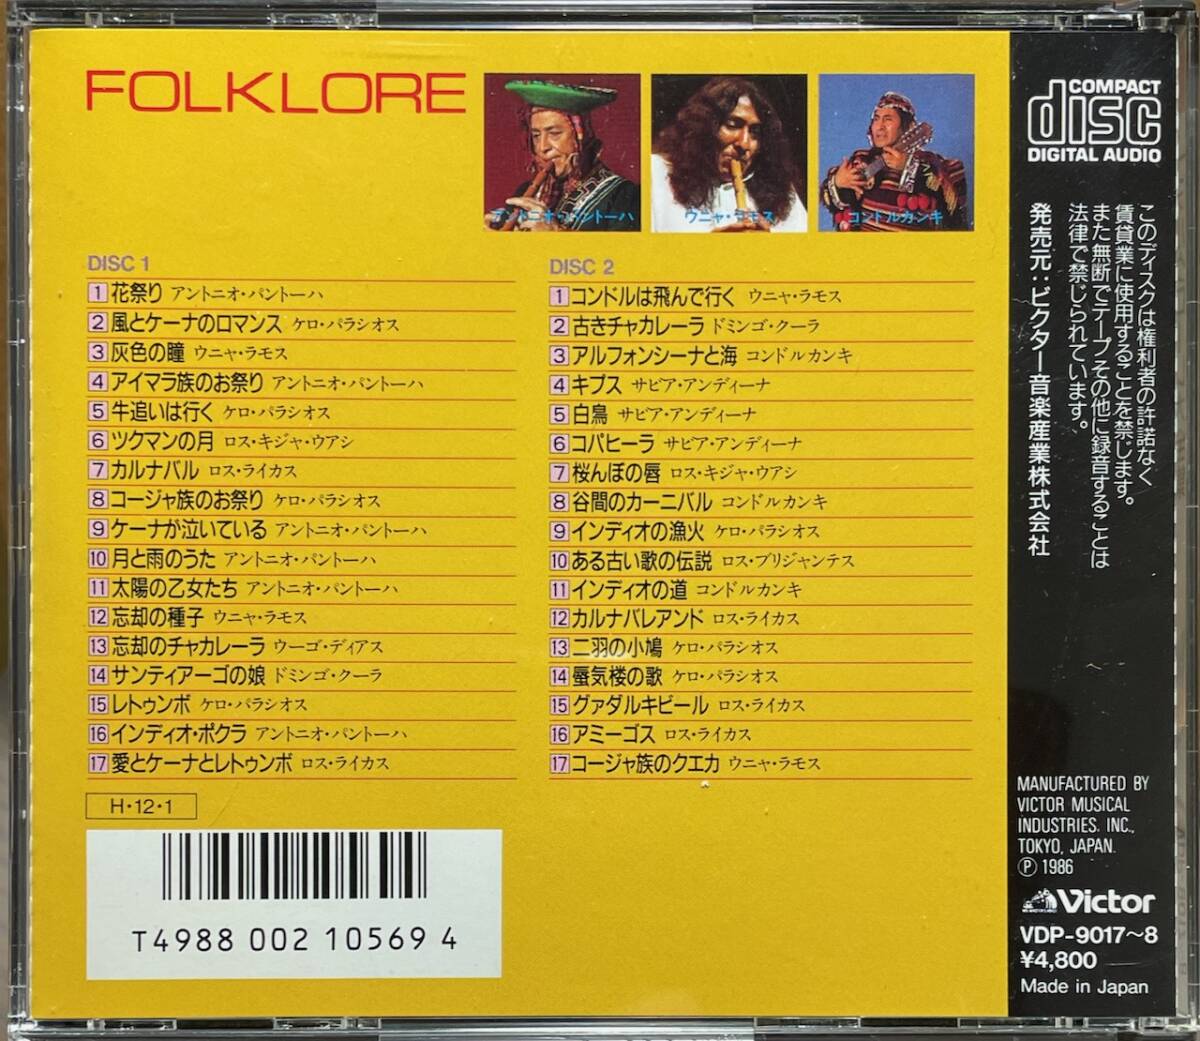 FOLKLORE
アントニオ・パントーハ
ウニャ・ラモス
コンドルカンキ
DISC 1
1 花祭り アントニオ・パントーハ
2 風とケーナのロマンス ケロ・パラシオス
3 灰色の瞳 ウニャ・ラモス
4 アイマラ族のお祭り アントニオ・パントーハ
5 牛追いは行く ケロ・パラシオス
6 ツクマンの月 ロス・キジャ・ウアシ
7 カルナバル ロス・ライカス
8 コージャ族のお祭り ケロ・パラシオス
9 ケーナが泣いている アントニオ・パントーハ
10 月と雨のうた アントニオ・パントーハ
11 太陽の乙女たち アントニオ・パントーハ
12 忘却の種子 ウニャ・ラモス
13 忘却のチャカレーラ ウーゴ・ディアス
14 サンティアーゴの娘 ドミンゴ・クーラ
15 レトゥンボ ケロ・パラシオス
16 インディオ・ポクラ アントニオ・パントーハ
17 愛とケーナとレトゥンボ ロス・ライカス
H・12・1
T4988 002 10569 4
DISC 2
1 コンドルは飛んで行く ウニャ・ラモス
2 古きチャカレーラ ドミンゴ・クーラ
3 アルフォンシーナと海 コンドルカンキ
4 キプス サビア・アンディーナ
5 白鳥 サビア・アンディーナ
6 コパヒーラ サビア・アンディーナ
7 桜んぼの唇 ロス・キジャ・ウアシ
8 谷間のカーニバル コンドルカンキ
9 インディオの漁火 ケロ・パラシオス
10 ある古い歌の伝説 ロス・ブリジャンテス
11 インディオの道 コンドルカンキ
12 カルナバレアンド ロス・ライカス
13 二羽の小鳩 ケロ・パラシオス
14 蜃気楼の歌 ケロ・パラシオス
15 グァダルキビール ロス・ライカス
16 アミーゴス ロス・ライカス
17 コージャ族のクエカ ウニャ・ラモス
COMPACT
disc
DIGITAL AUDIO
このディスクは権利者の許諾なく
賃貸業に使用することを禁じます。
また無断でテープその他に録音することは
法律で禁じられています。
発売元：ビクター音楽産業株式会社
MANUFACTURED BY
VICTOR MUSICAL
INDUSTRIES, INC.,
TOKYO, JAPAN.
Ⓟ 1986
Victor
VDP-9017～8
¥4,800
Made in Japan